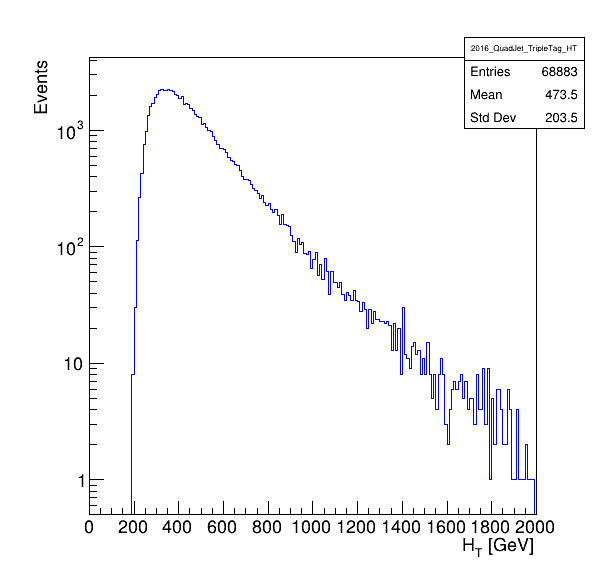 2016_QuadJet_TripleTag_HT
Entries 68883
Mean 473.5
Std Dev 203.5
Events
10³
10²
10
1
0 200 400 600 800 1000 1200 1400 1600 1800 2000
H_T [GeV]